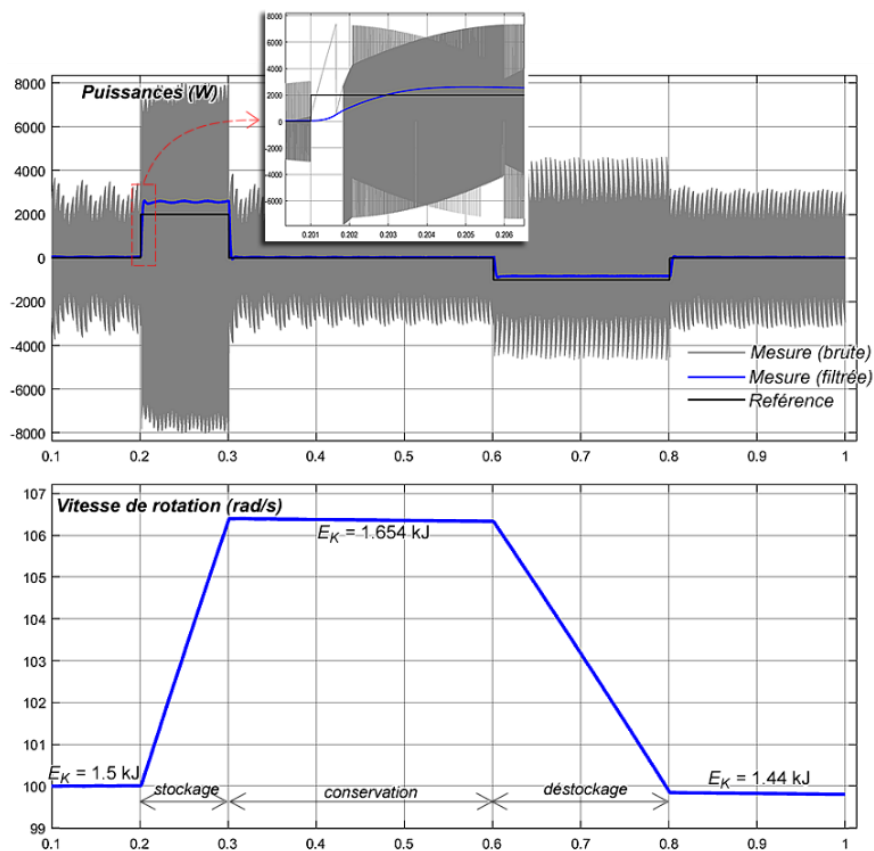 8000
6000
4000
2000
0
-2000
-4000
-6000
-8000
Puissances (W)
8000
6000
4000
2000
0
-2000
-4000
-6000
0.201 0.202 0.203 0.204 0.205 0.206
Mesure (brute)
Mesure (filtrée)
Reférence
0.1 0.2 0.3 0.4 0.5 0.6 0.7 0.8 0.9 1
107
106
105
104
103
102
101
100
99
Vitesse de rotation (rad/s)
E_K = 1.654 kJ
E_K = 1.5 kJ
E_K = 1.44 kJ
stockage conservation déstockage
0.1 0.2 0.3 0.4 0.5 0.6 0.7 0.8 0.9 1